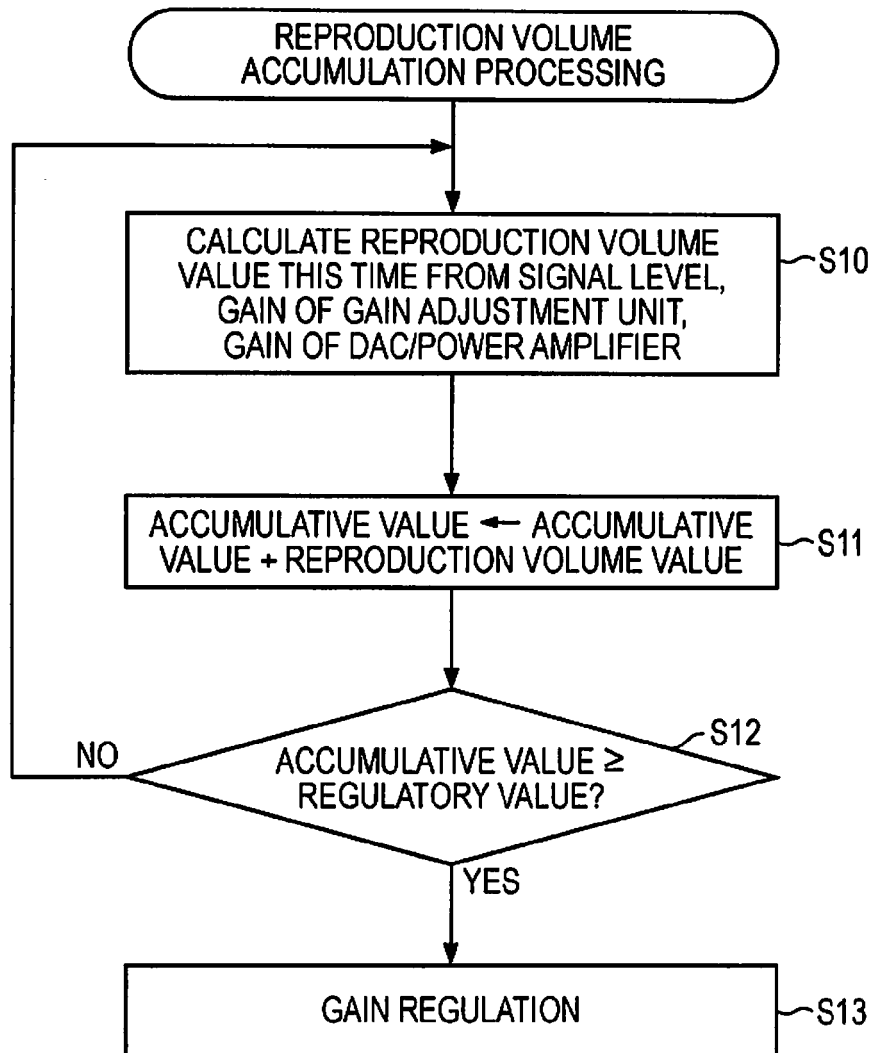 REPRODUCTION VOLUME
ACCUMULATION PROCESSING
CALCULATE REPRODUCTION VOLUME
VALUE THIS TIME FROM SIGNAL LEVEL,
GAIN OF GAIN ADJUSTMENT UNIT,
GAIN OF DAC/POWER AMPLIFIER
S10
ACCUMULATIVE VALUE ← ACCUMULATIVE
VALUE + REPRODUCTION VOLUME VALUE
S11
S12
NO
ACCUMULATIVE VALUE ≥
REGULATORY VALUE?
YES
GAIN REGULATION
S13